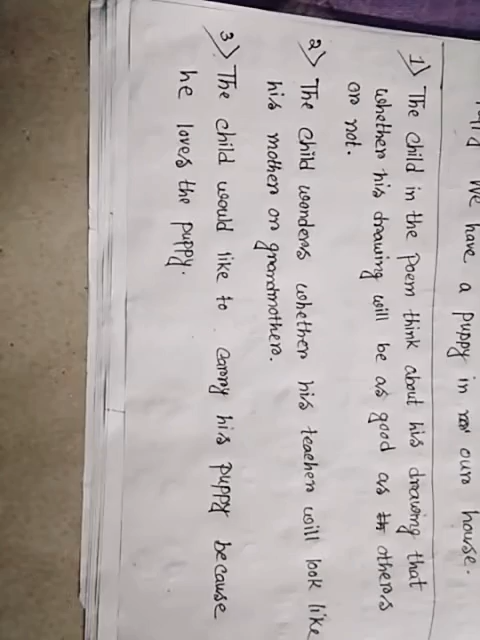 We have a puppy in our house.
1) The child in the poem think about his drawing that
whether his drawing will be as good as others
or not.
2) The child wonders whether his teacher will look like
his mother or grandmother.
3) The child would like to carry his puppy because
he loves the puppy.